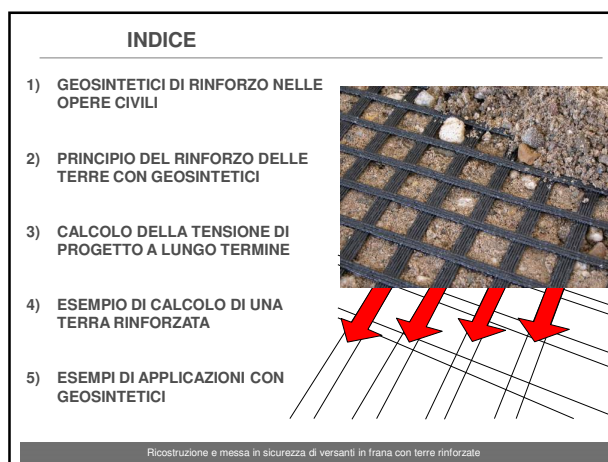 INDICE
1) GEOSINTETICI DI RINFORZO NELLE
OPERE CIVILI
2) PRINCIPIO DEL RINFORZO DELLE
TERRE CON GEOSINTETICI
3) CALCOLO DELLA TENSIONE DI
PROGETTO A LUNGO TERMINE
4) ESEMPIO DI CALCOLO DI UNA
TERRA RINFORZATA
5) ESEMPI DI APPLICAZIONI CON
GEOSINTETICI
Ricostruzione e messa in sicurezza di versanti in frana con terre rinforzate